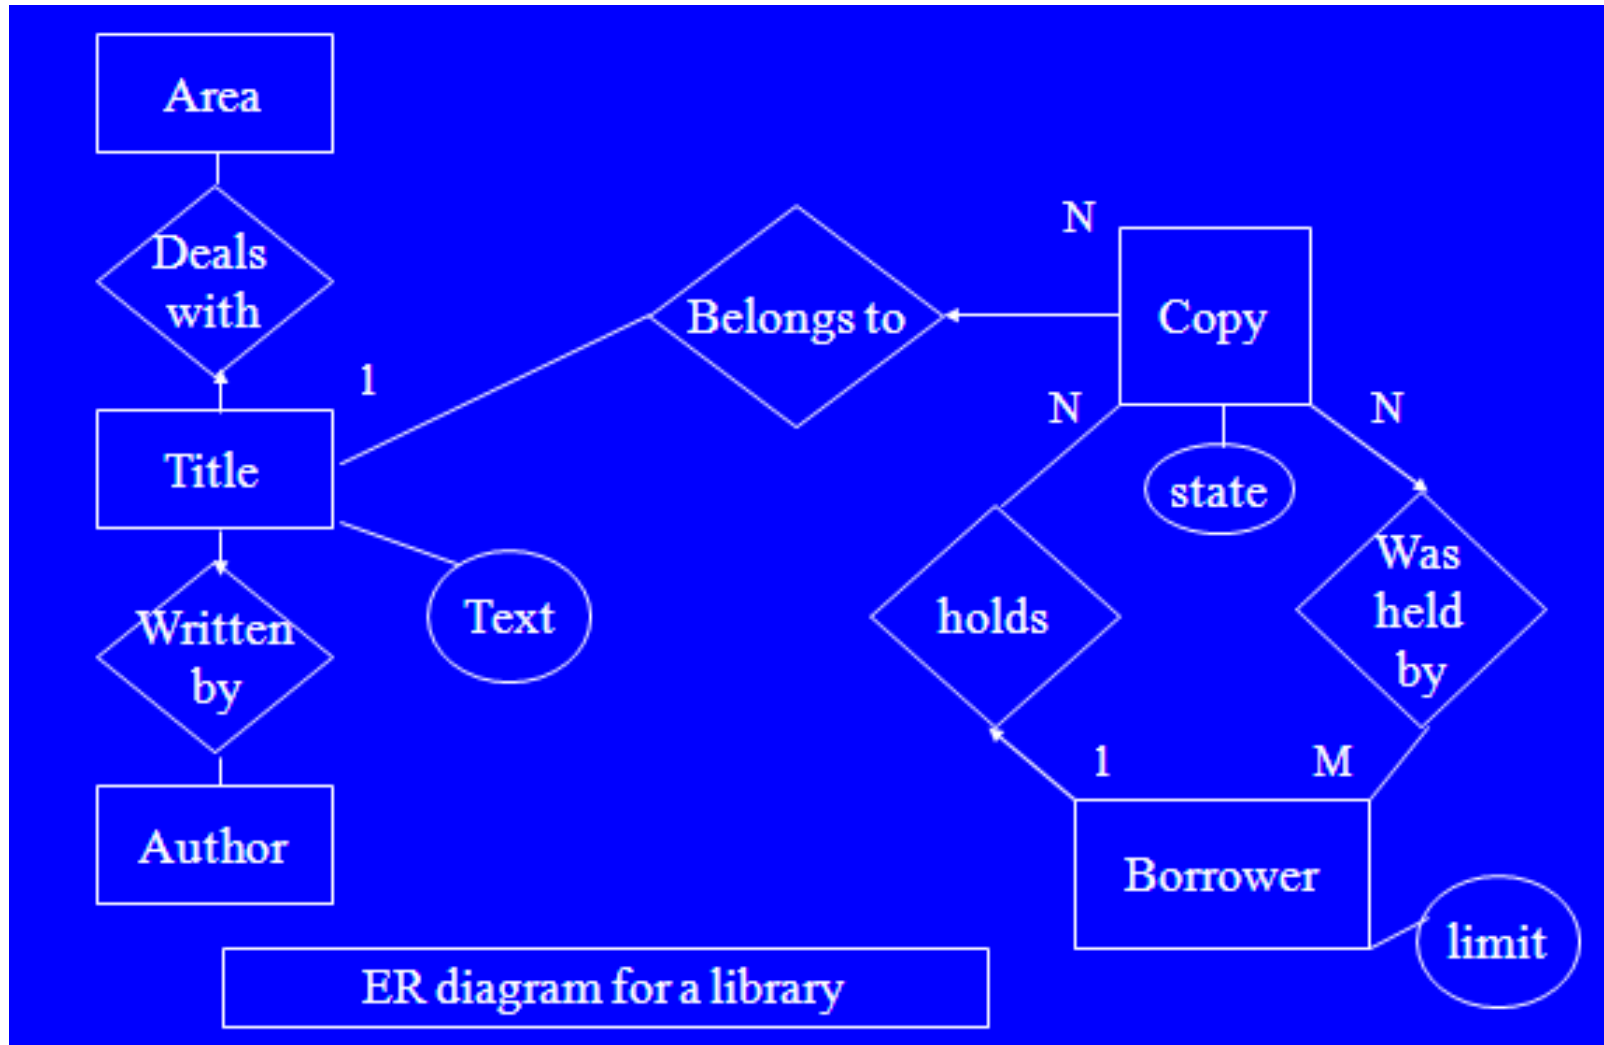 Area
Deals
with
1
Title
Written
by
Text
Author
Belongs to
N
Copy
N
N
state
holds
Was
held
by
1
M
Borrower
limit
ER diagram for a library